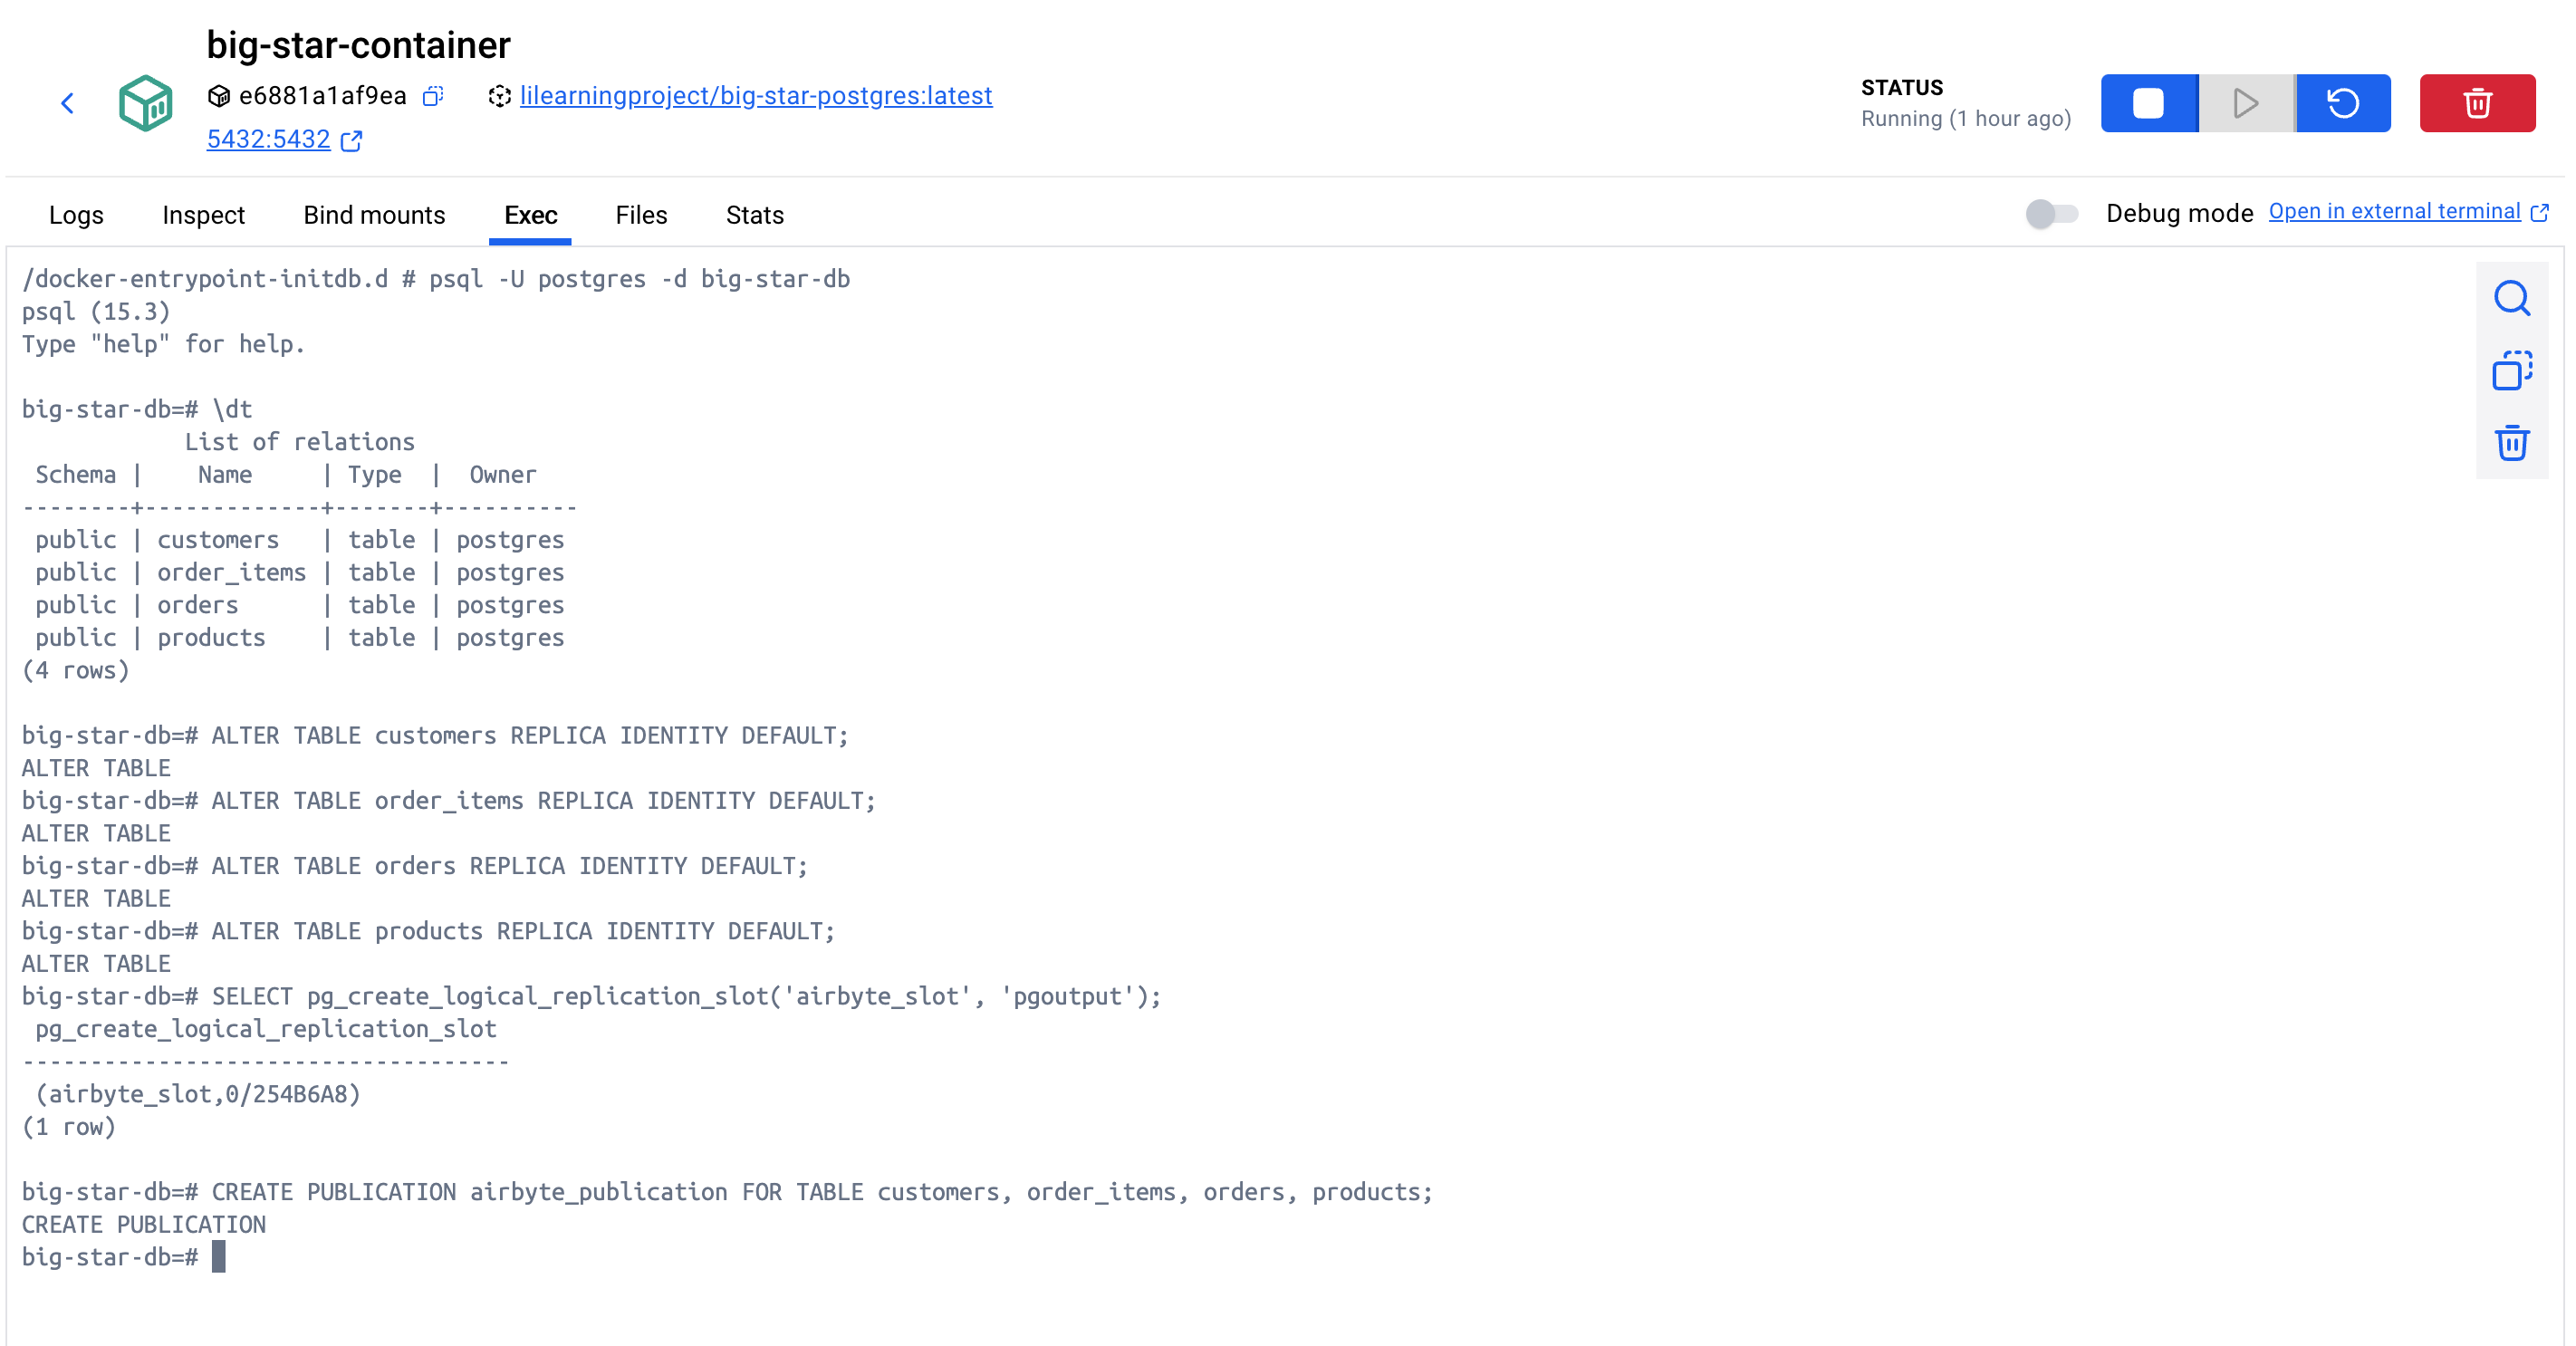 big-star-container
e6881a1af9ea lilearningproject/big-star-postgres:latest
5432:5432
STATUS
Running (1 hour ago)
Logs Inspect Bind mounts Exec Files Stats Debug mode Open in external terminal
/docker-entrypoint-initdb.d # psql -U postgres -d big-star-db
psql (15.3)
Type "help" for help.

big-star-db=# \dt
            List of relations
 Schema |    Name     | Type  |  Owner
--------+-------------+-------+----------
 public | customers   | table | postgres
 public | order_items | table | postgres
 public | orders      | table | postgres
 public | products    | table | postgres
(4 rows)

big-star-db=# ALTER TABLE customers REPLICA IDENTITY DEFAULT;
ALTER TABLE
big-star-db=# ALTER TABLE order_items REPLICA IDENTITY DEFAULT;
ALTER TABLE
big-star-db=# ALTER TABLE orders REPLICA IDENTITY DEFAULT;
ALTER TABLE
big-star-db=# ALTER TABLE products REPLICA IDENTITY DEFAULT;
ALTER TABLE
big-star-db=# SELECT pg_create_logical_replication_slot('airbyte_slot', 'pgoutput');
 pg_create_logical_replication_slot
------------------------------------
 (airbyte_slot,0/254B6A8)
(1 row)

big-star-db=# CREATE PUBLICATION airbyte_publication FOR TABLE customers, order_items, orders, products;
CREATE PUBLICATION
big-star-db=#